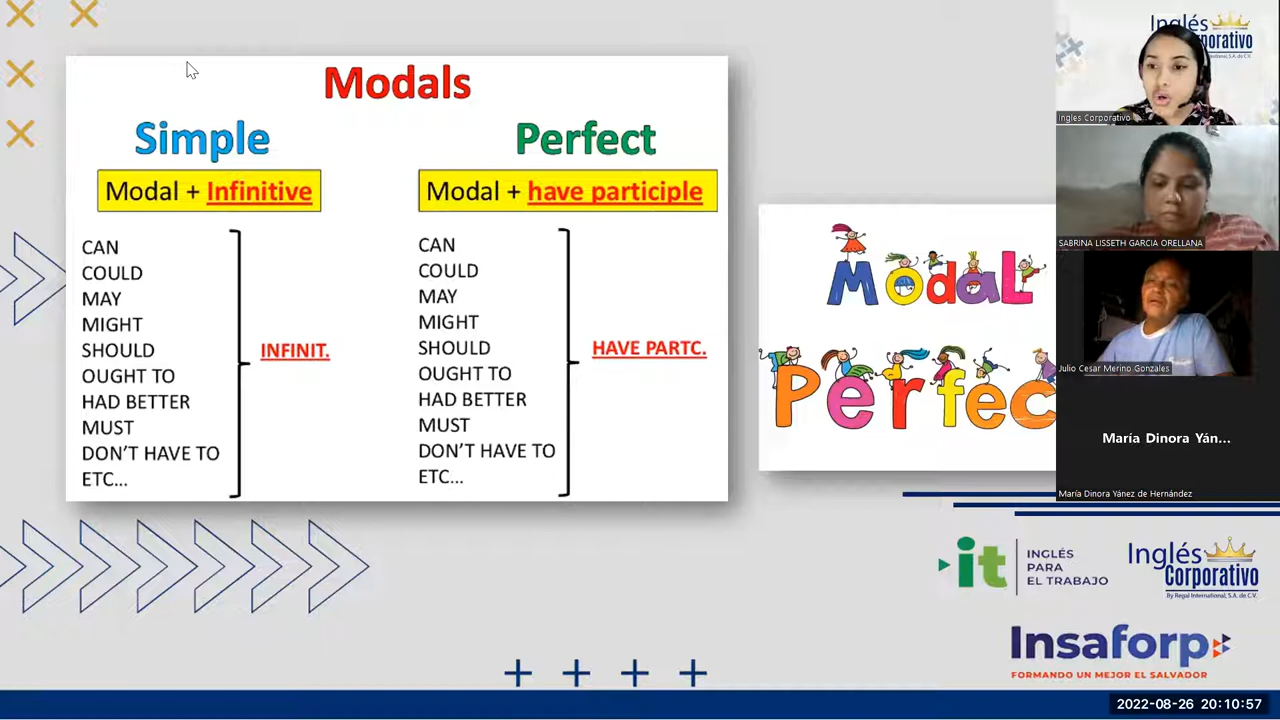 Modals
Simple
Perfect
Modal + Infinitive
Modal + have participle
CAN
COULD
MAY
MIGHT
SHOULD
OUGHT TO
HAD BETTER
MUST
DON'T HAVE TO
ETC...
INFINIT.
CAN
COULD
MAY
MIGHT
SHOULD
OUGHT TO
HAD BETTER
MUST
DON'T HAVE TO
ETC...
HAVE PARTC.
ModaL
Perfec
Inglés
orporativo
Ingles Corporativo
SABRINA LISSETH GARCIA ORELLANA
Julio Cesar Merino Gonzales
María Dinora Yán...
María Dinora Yánez de Hernández
it
INGLÉS
PARA
EL TRABAJO
Inglés
Corporativo
By Regal International, S.A. de C.V.
Insaforp
FORMANDO UN MEJOR EL SALVADOR
2022-08-26 20:10:57